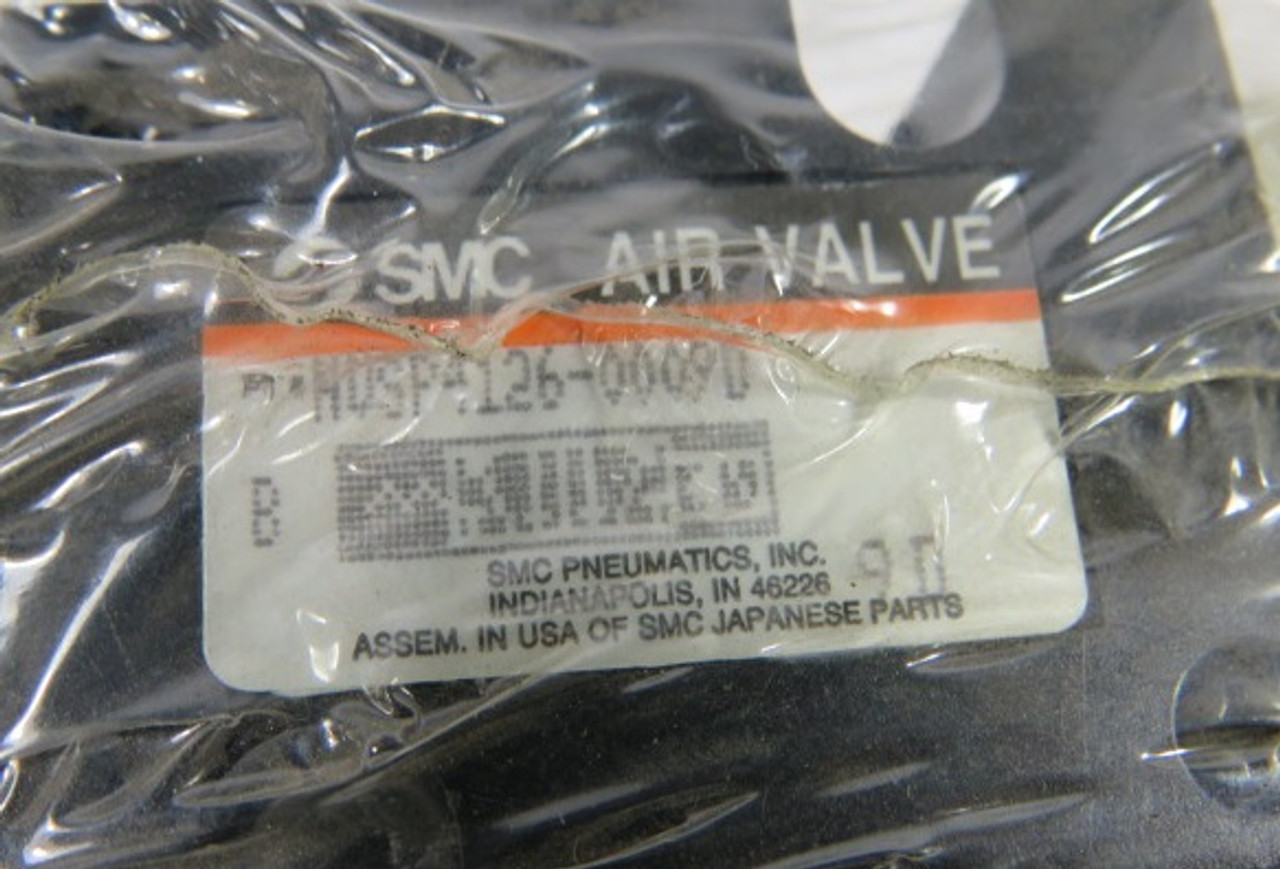 SMC AIR VALVE
SMC PNEUMATICS, INC.
INDIANAPOLIS, IN 46226
ASSEM. IN USA OF SMC JAPANESE PARTS